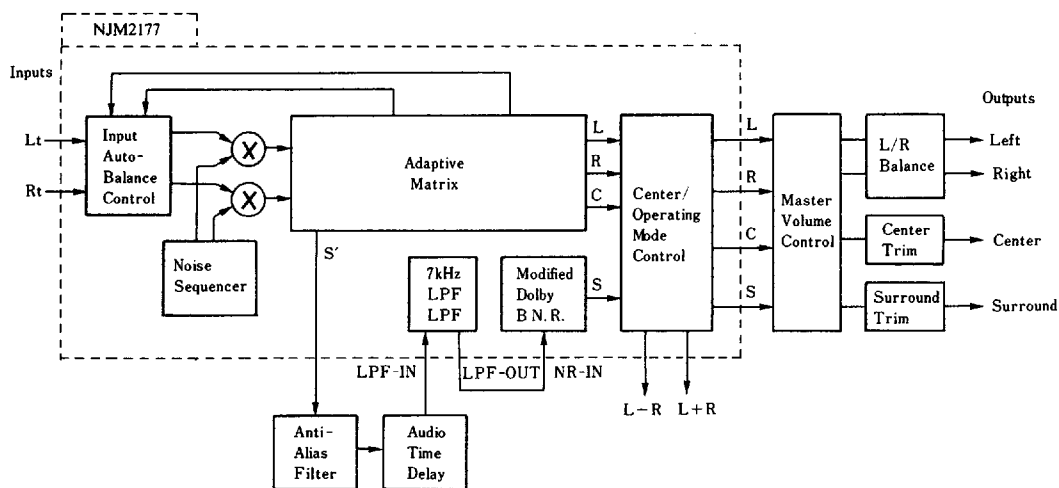 NJM2177
Inputs
Outputs
Lt
Rt
Input
Auto-
Balance
Control
X
X
Noise
Sequencer
Adaptive
Matrix
S′
L
R
C
S
7kHz
LPF
LPF
Modified
Dolby
B N.R.
Center/
Operating
Mode
Control
L
R
C
S
Master
Volume
Control
L/R
Balance
Center
Trim
Surround
Trim
Left
Right
Center
Surround
LPF-IN
LPF-OUT
NR-IN
L−R
L+R
Anti-
Alias
Filter
Audio
Time
Delay